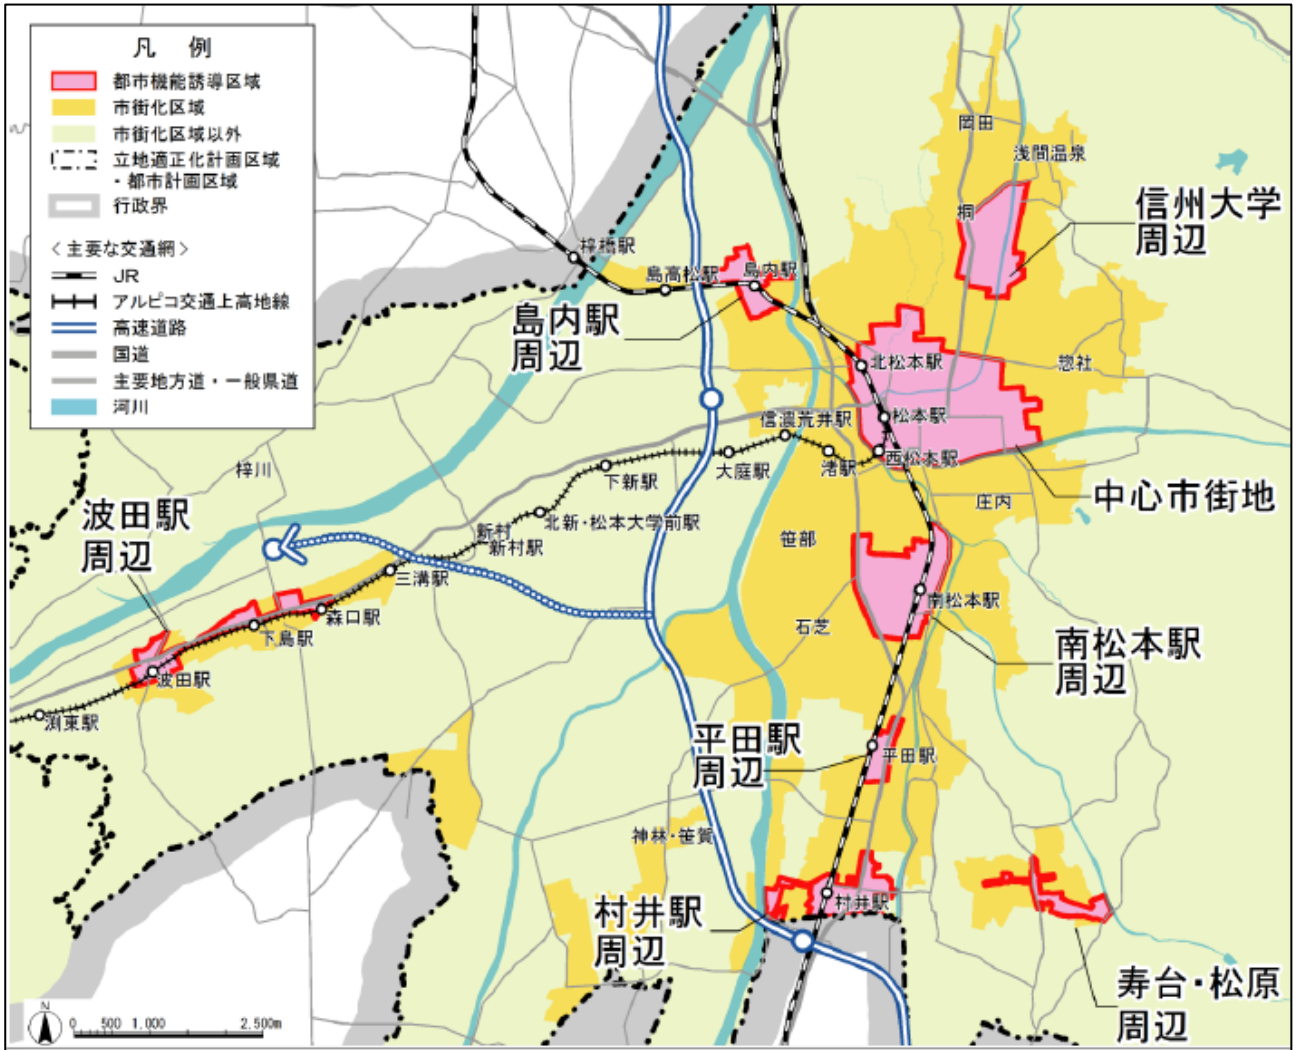 凡 例
都市機能誘導区域
市街化区域
市街化区域以外
立地適正化計画区域
・都市計画区域
行政界
<主要な交通網>
JR
アルピコ交通上高地線
高速道路
国道
主要地方道・一般県道
河川
岡田
浅間温泉
桐
信州大学
周辺
梓橋駅
島高松駅
島内駅
島内駅
周辺
北松本駅
惣社
松本駅
信濃荒井駅
西松本駅
渚駅
大庭駅
下新駅
中心市街地
庄内
梓川
波田駅
周辺
北新・松本大学前駅
新村
新村駅
笹部
三溝駅
南松本駅
森口駅
下島駅
石芝
南松本駅
周辺
波田駅
渕東駅
平田駅
周辺
平田駅
神林・笹賀
村井駅
村井駅
周辺
寿台・松原
周辺
N
0 500 1,000 2,500m